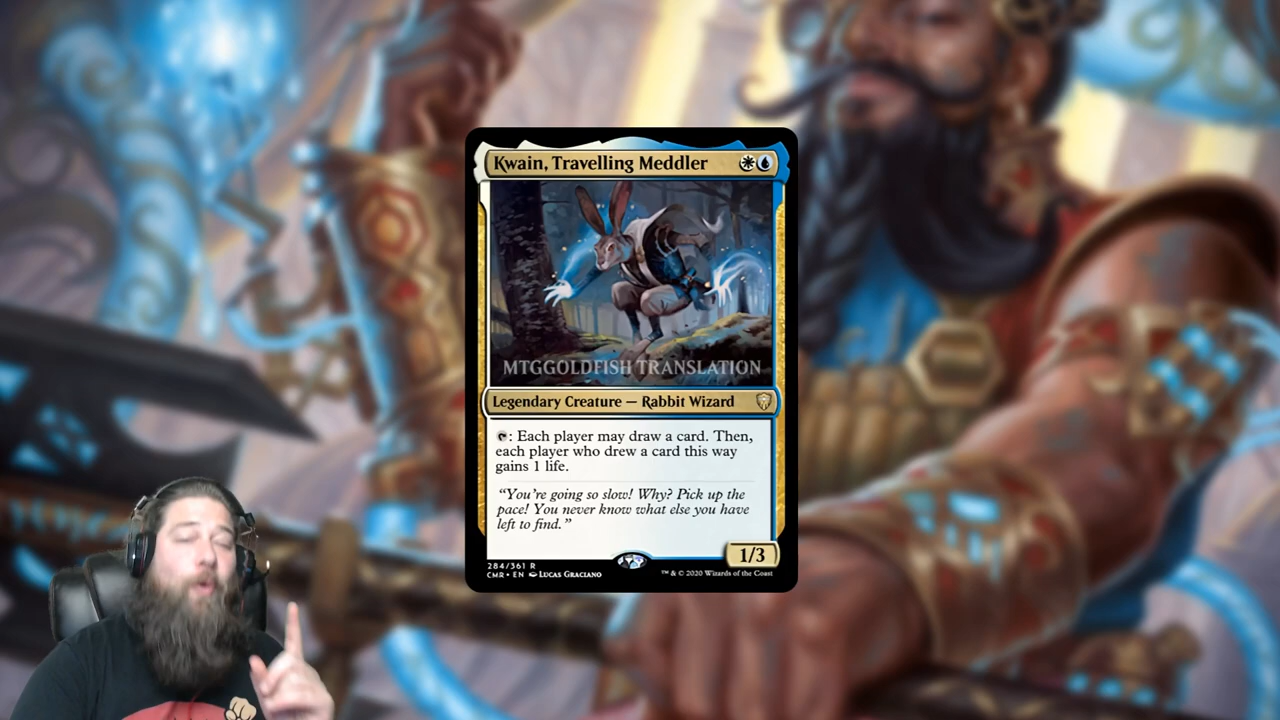 Kwain, Travelling Meddler
MTGGOLDFISH TRANSLATION
Legendary Creature — Rabbit Wizard
: Each player may draw a card. Then,
each player who drew a card this way
gains 1 life.
“You’re going so slow! Why? Pick up the
pace! You never know what else you have
left to find.”
1/3
284/361 R
CMR • EN Lucas Graciano
™ & © 2020 Wizards of the Coast